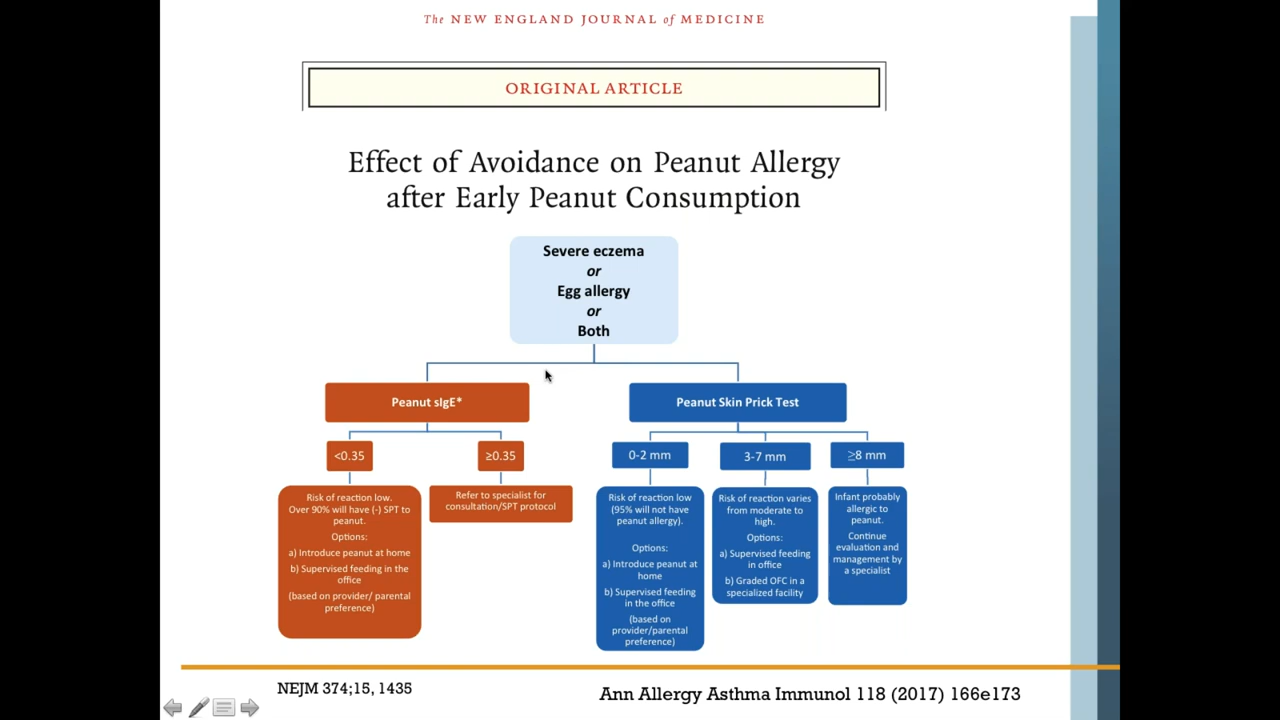 The NEW ENGLAND JOURNAL of MEDICINE
ORIGINAL ARTICLE
Effect of Avoidance on Peanut Allergy
after Early Peanut Consumption
Severe eczema
or
Egg allergy
or
Both
Peanut sIgE*
<0.35
Risk of reaction low.
Over 90% will have (-) SPT to
peanut.
Options:
a) Introduce peanut at home
b) Supervised feeding in the
office
(based on provider/ parental
preference)
≥0.35
Refer to specialist for
consultation/SPT protocol
Peanut Skin Prick Test
0-2 mm
Risk of reaction low
(95% will not have
peanut allergy).
Options:
a) Introduce peanut at
home
b) Supervised feeding
in the office
(based on
provider/parental
preference)
3-7 mm
Risk of reaction varies
from moderate to
high.
Options:
a) Supervised feeding
in office
b) Graded OFC in a
specialized facility
≥8 mm
Infant probably
allergic to
peanut.
Continue
evaluation and
management by
a specialist
NEJM 374;15, 1435
Ann Allergy Asthma Immunol 118 (2017) 166e173